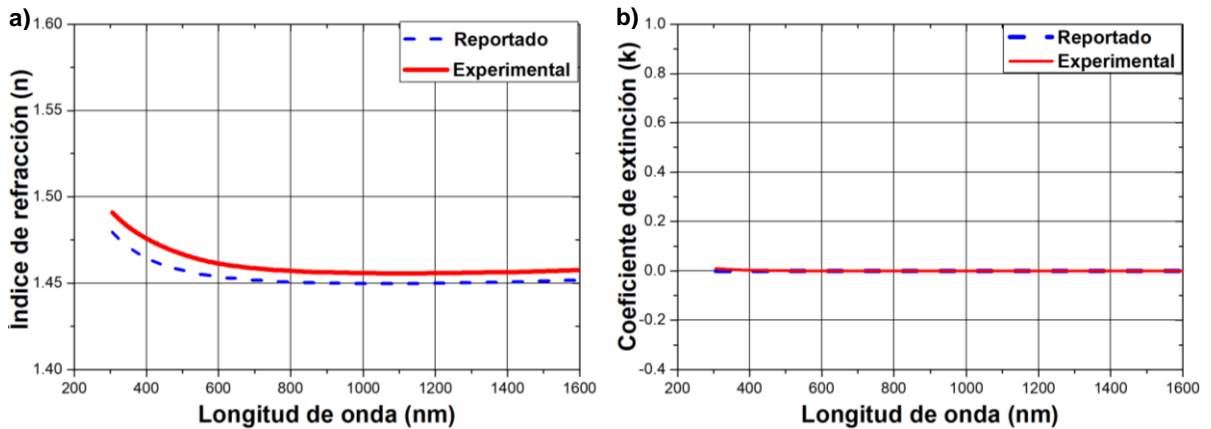 a)
1.60
1.55
1.50
1.45
1.40
Índice de refracción (n)
Reportado
Experimental
200 400 600 800 1000 1200 1400 1600
Longitud de onda (nm)
b)
1.0
0.8
0.6
0.4
0.2
0.0
-0.2
-0.4
Coeficiente de extinción (k)
Reportado
Experimental
200 400 600 800 1000 1200 1400 1600
Longitud de onda (nm)